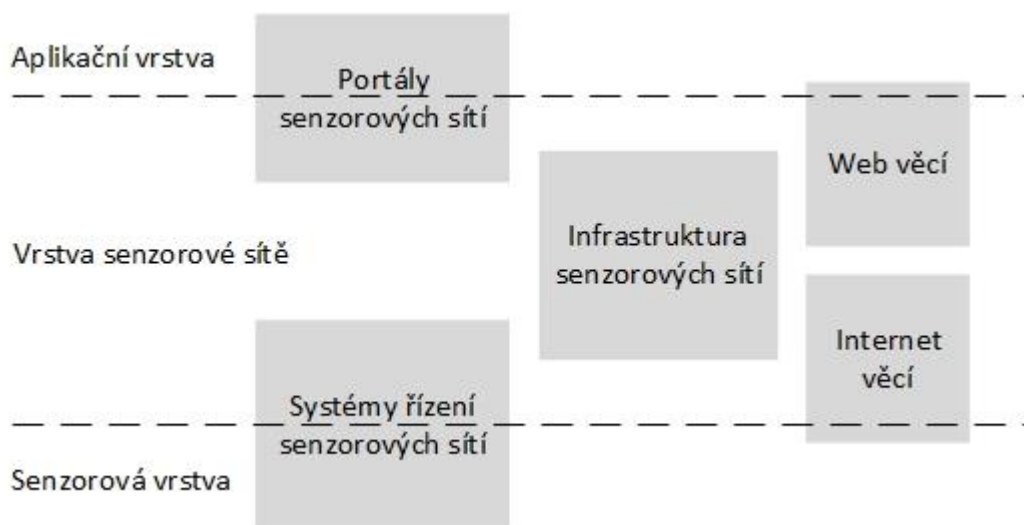 Aplikační vrstva
Portály
senzorových sítí
Web věcí
Infrastruktura
senzorových sítí
Vrstva senzorové sítě
Internet
věcí
Systémy řízení
senzorových sítí
Senzorová vrstva